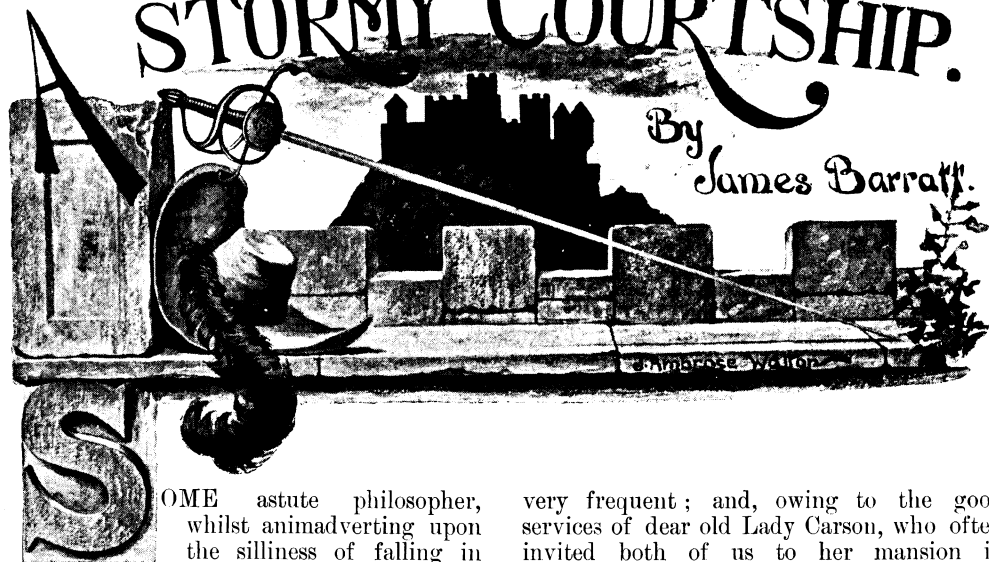 A STORMY COURTSHIP.
By
James Barratt.
J. Ambrose Walton
SOME astute philosopher,
whilst animadverting upon
the silliness of falling in
very frequent ; and, owing to the goo
services of dear old Lady Carson, who ofte
invited both of us to her mansion i